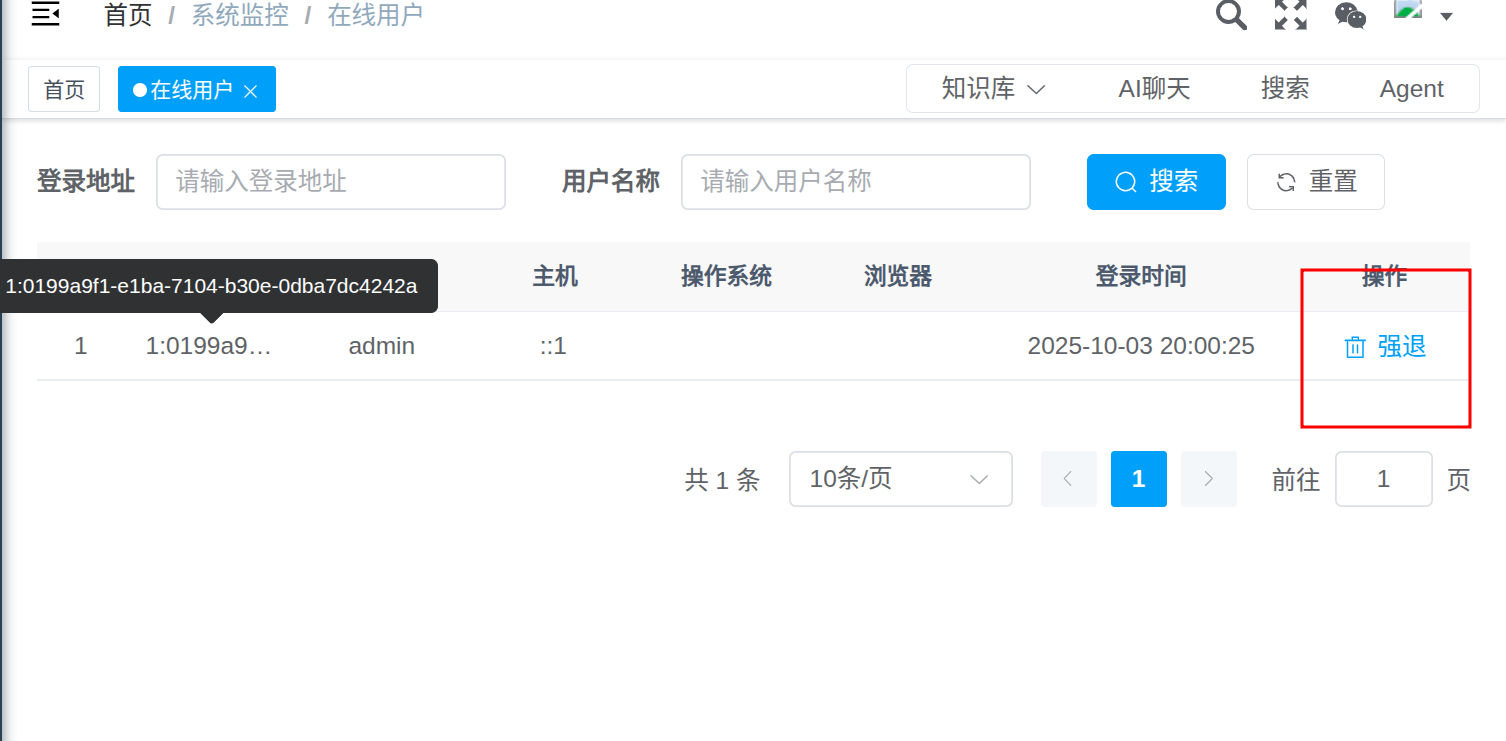 首页 / 系统监控 / 在线用户
首页
在线用户
知识库
AI聊天
搜索
Agent
登录地址
请输入登录地址
用户名称
请输入用户名称
搜索
重置
1:0199a9f1-e1ba-7104-b30e-0dba7dc4242a
主机
操作系统
浏览器
登录时间
操作
1
1:0199a9…
admin
::1
2025-10-03 20:00:25
强退
共 1 条
10条/页
1
前往
1
页